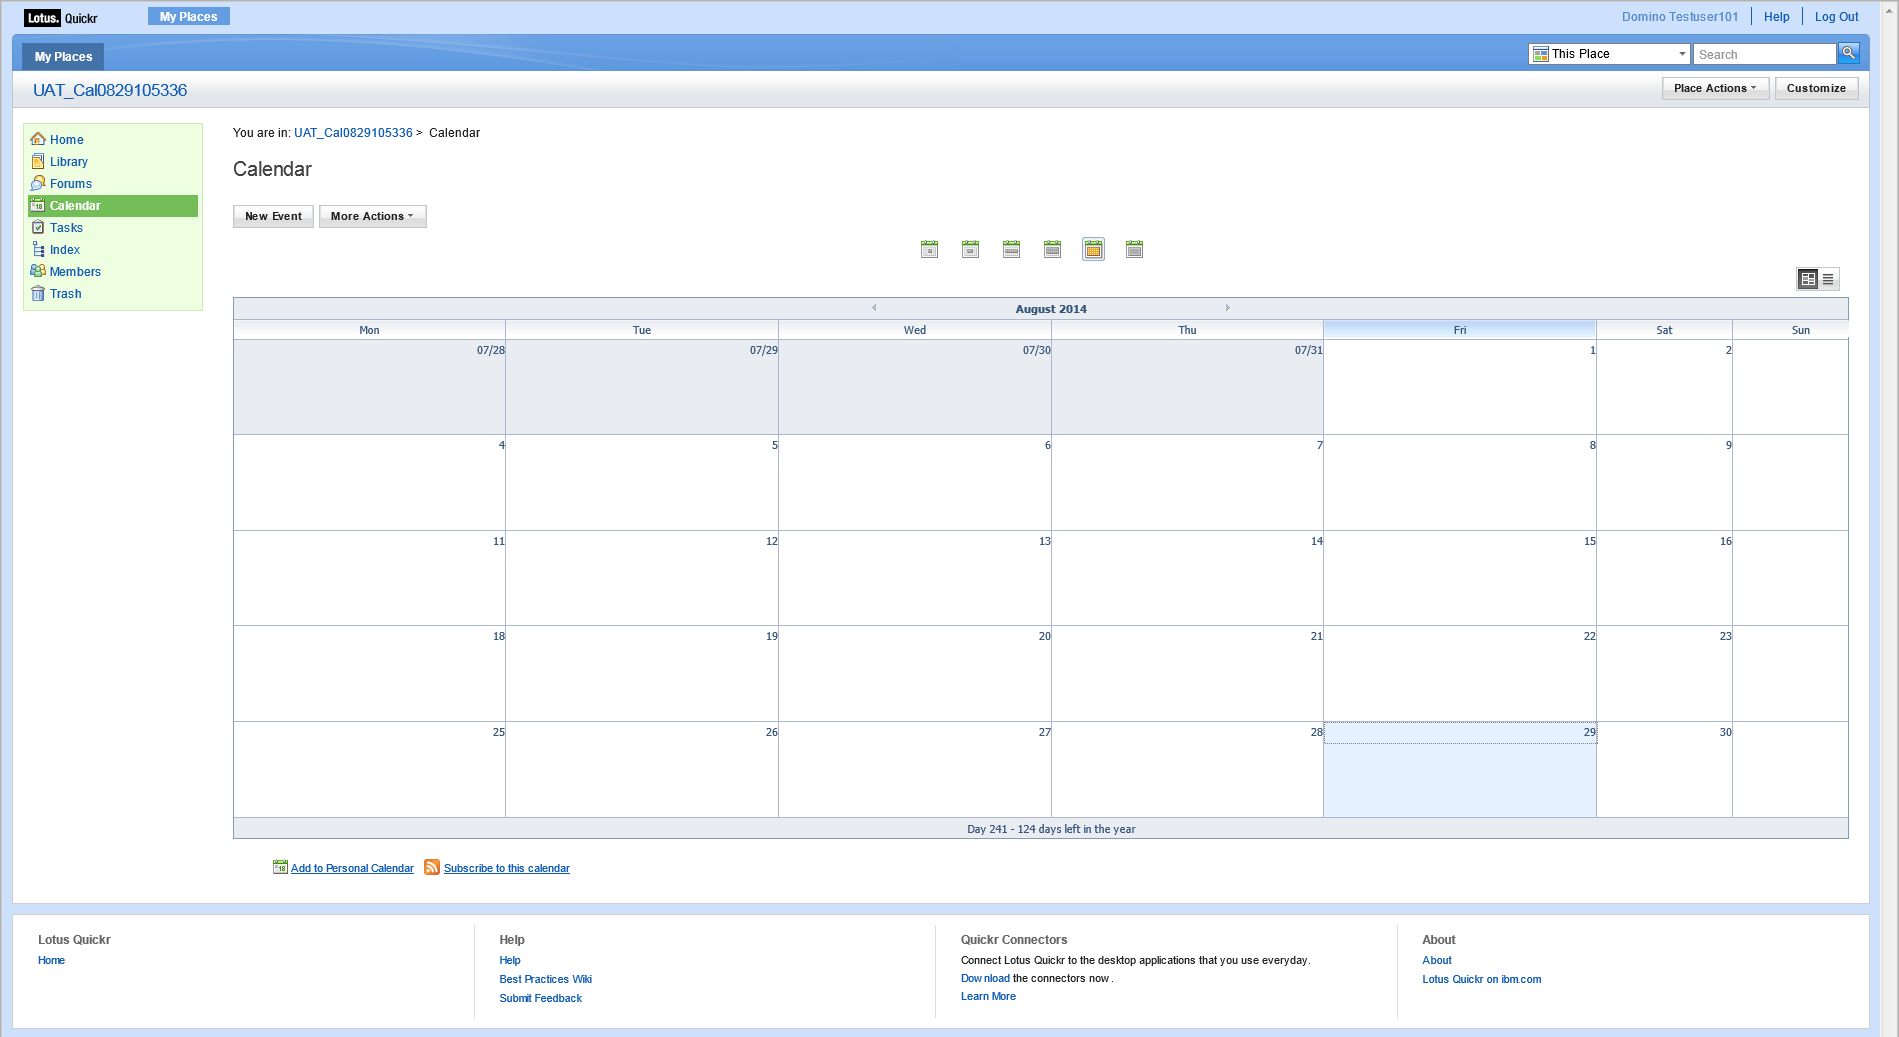 Lotus. Quickr My Places Domino Testuser101 Help Log Out
My Places This Place Search
UAT_Cal0829105336 Place Actions Customize
Home
Library
Forums
Calendar
Tasks
Index
Members
Trash
You are in: UAT_Cal0829105336 > Calendar
Calendar
New Event More Actions
August 2014
Mon Tue Wed Thu Fri Sat Sun
07/28 07/29 07/30 07/31 1 2
4 5 6 7 8 9
11 12 13 14 15 16
18 19 20 21 22 23
25 26 27 28 29 30
Day 241 - 124 days left in the year
Add to Personal Calendar Subscribe to this calendar
Lotus Quickr
Home
Help
Help
Best Practices Wiki
Submit Feedback
Quickr Connectors
Connect Lotus Quickr to the desktop applications that you use everyday.
Download the connectors now.
Learn More
About
About
Lotus Quickr on ibm.com